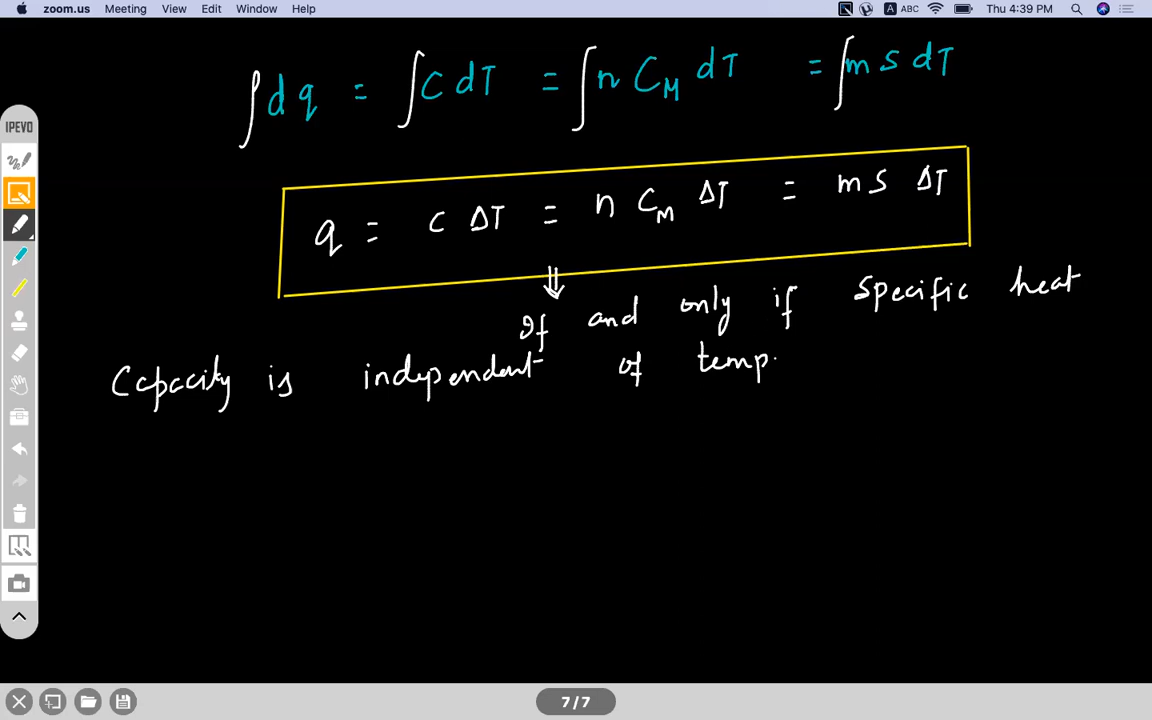 zoom.us Meeting View Edit Window Help A ABC Thu 4:39 PM
∫dq = ∫C dT = ∫n C_M dT = ∫m s dT
IPEVO
q = C ΔT = n C_M ΔT = m s ΔT
⇓
If and only if specific heat
Capacity is independent of temp.
7/7